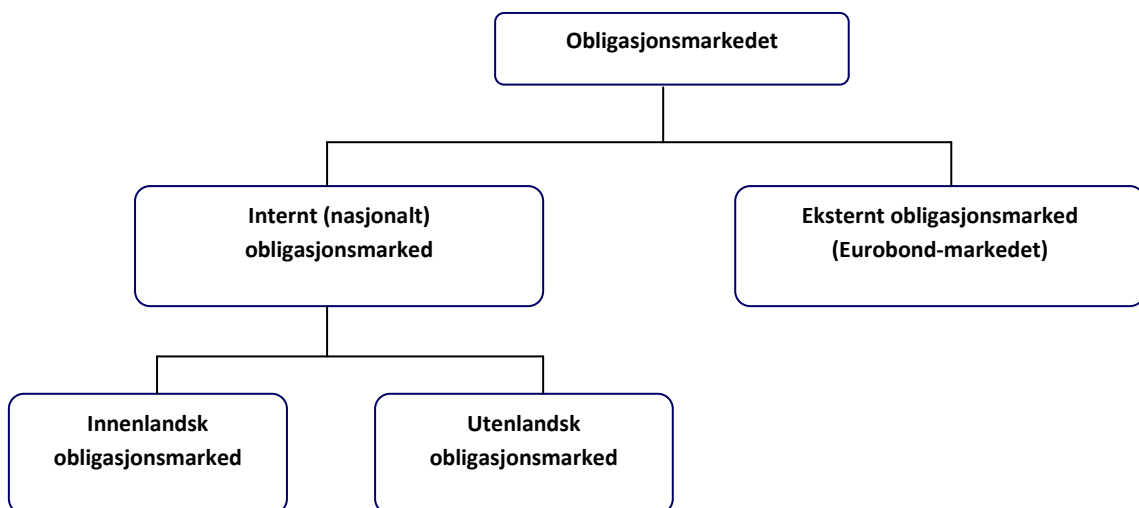 Obligasjonsmarkedet
Internt (nasjonalt)
obligasjonsmarked
Eksternt obligasjonsmarked
(Eurobond-markedet)
Innenlandsk
obligasjonsmarked
Utenlandsk
obligasjonsmarked